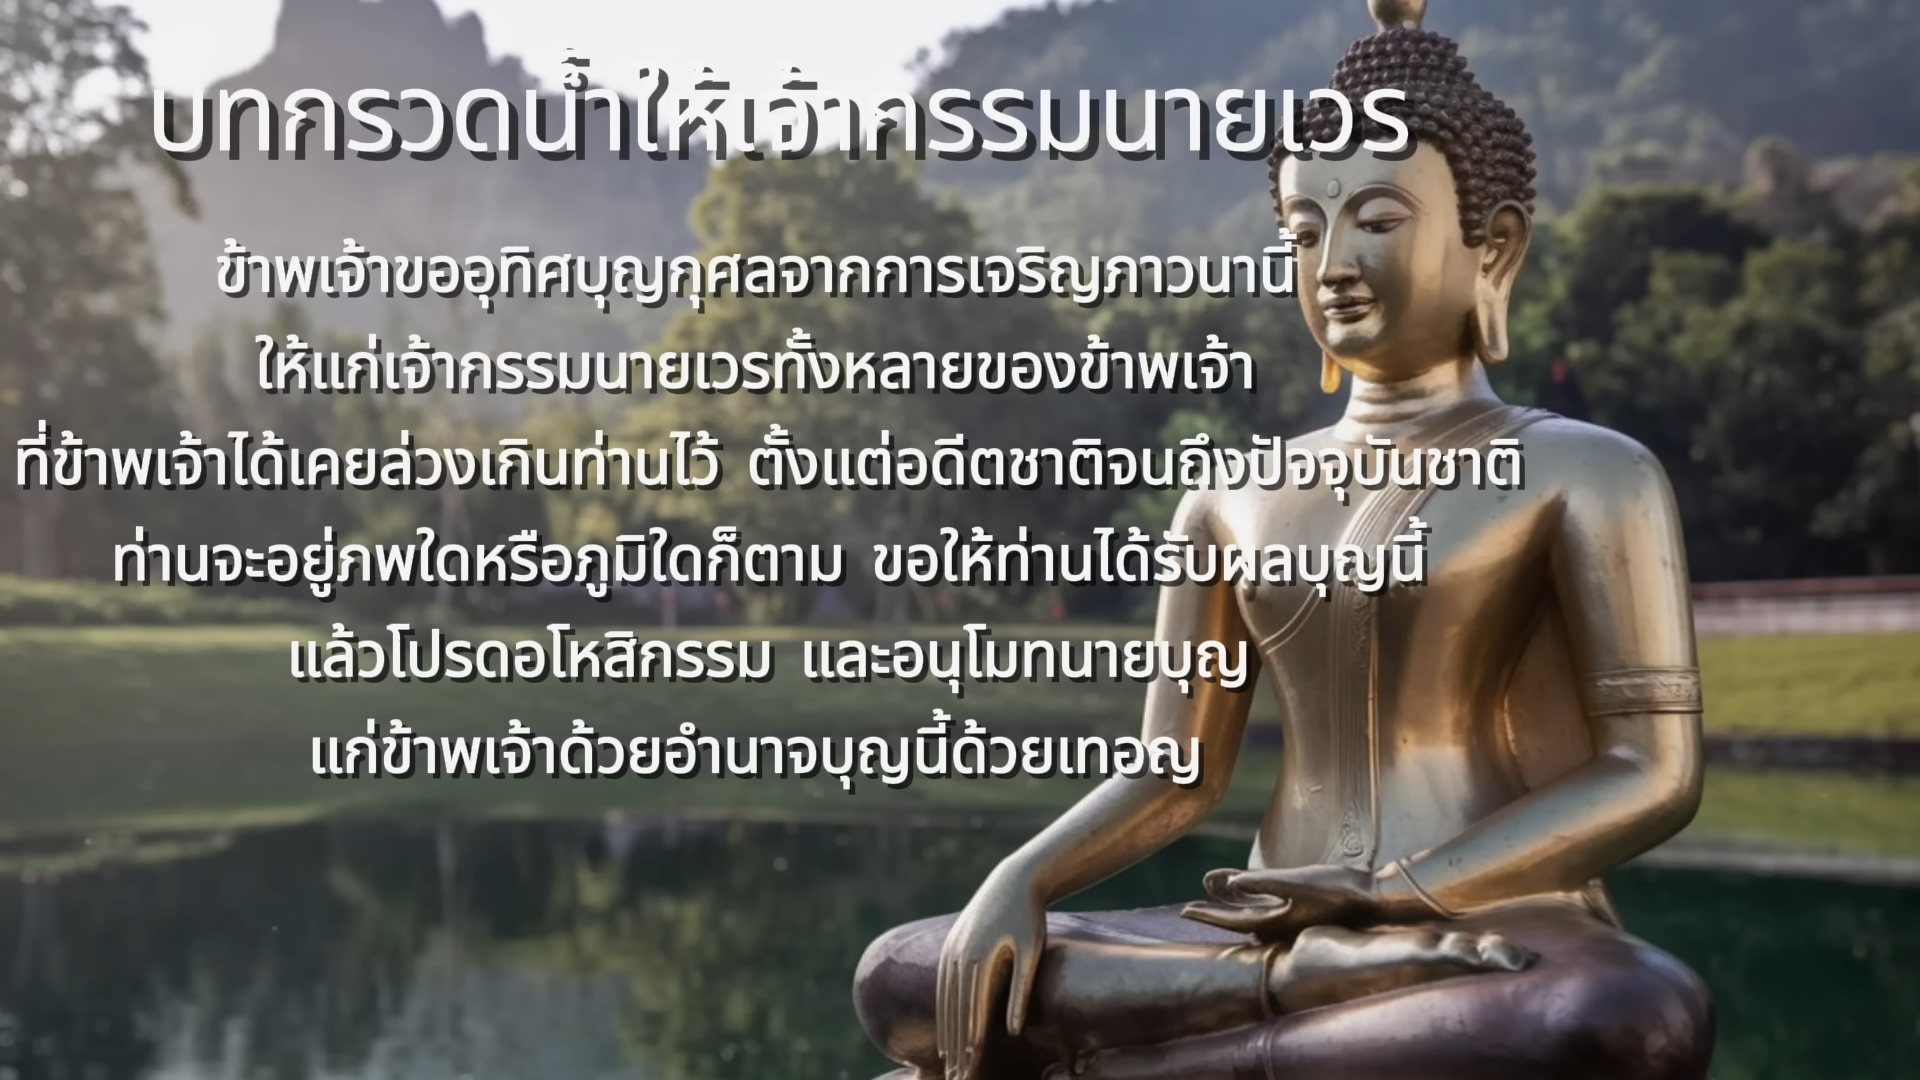 บทกรวดน้ำให้เจ้ากรรมนายเวร
ข้าพเจ้าขออุทิศบุญกุศลจากการเจริญภาวนานี้
ให้แก่เจ้ากรรมนายเวรทั้งหลายของข้าพเจ้า
ที่ข้าพเจ้าได้เคยล่วงเกินท่านไว้ ตั้งแต่อดีตชาติจนถึงปัจจุบันชาติ
ท่านจะอยู่ภพใดหรือภูมิใดก็ตาม ขอให้ท่านได้รับผลบุญนี้
แล้วโปรดอโหสิกรรม และอนุโมทนายบุญ
แก่ข้าพเจ้าด้วยอำนาจบุญนี้ด้วยเทอญ